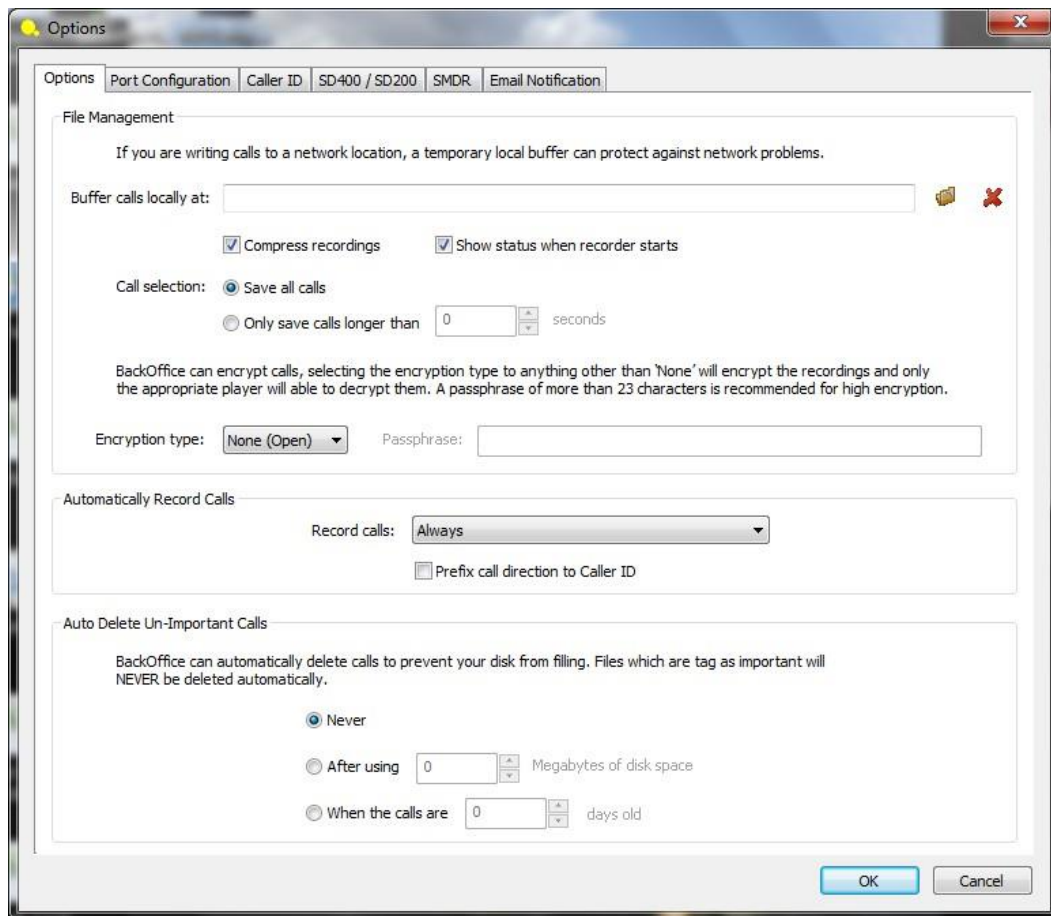 Options
Options Port Configuration Caller ID SD400 / SD200 SMDR Email Notification
File Management
If you are writing calls to a network location, a temporary local buffer can protect against network problems.
Buffer calls locally at:
Compress recordings Show status when recorder starts
Call selection: Save all calls
Only save calls longer than 0 seconds
BackOffice can encrypt calls, selecting the encryption type to anything other than 'None' will encrypt the recordings and only
the appropriate player will able to decrypt them. A passphrase of more than 23 characters is recommended for high encryption.
Encryption type: None (Open) Passphrase:
Automatically Record Calls
Record calls: Always
Prefix call direction to Caller ID
Auto Delete Un-Important Calls
BackOffice can automatically delete calls to prevent your disk from filling. Files which are tag as important will
NEVER be deleted automatically.
Never
After using 0 Megabytes of disk space
When the calls are 0 days old
OK Cancel